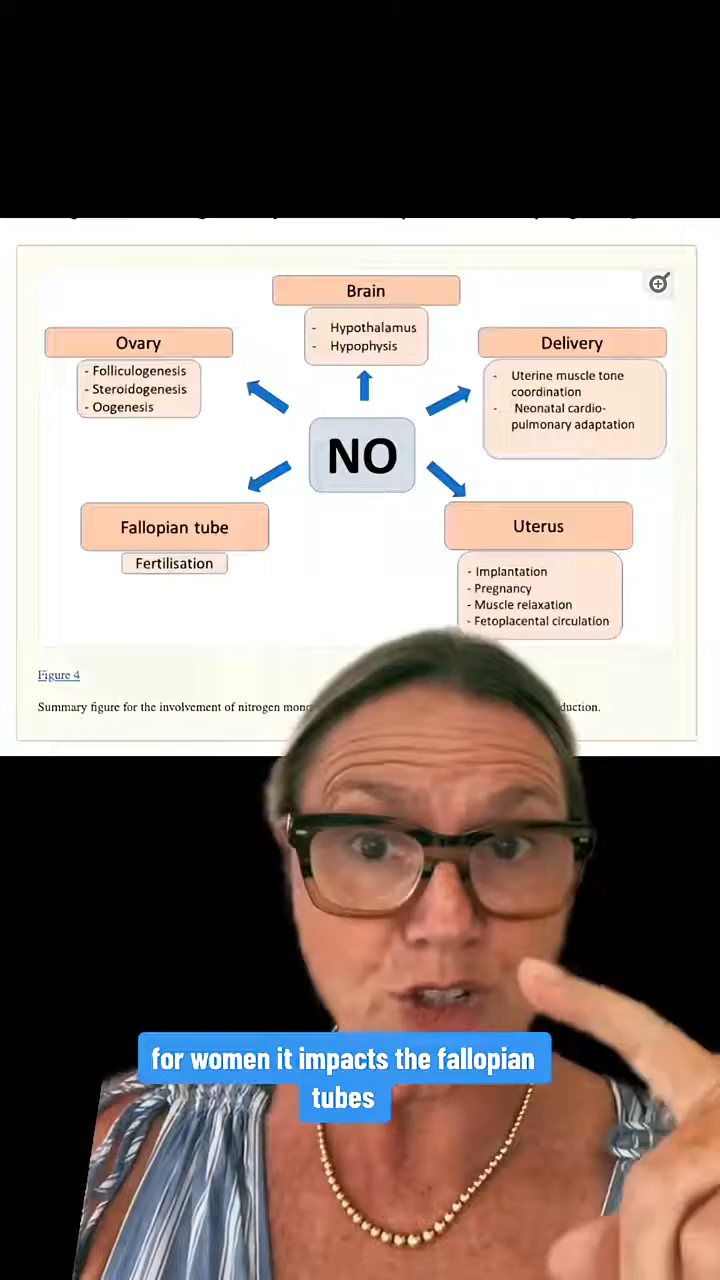 Brain
- Hypothalamus
- Hypophysis
Ovary
- Folliculogenesis
- Steroidogenesis
- Oogenesis
Delivery
- Uterine muscle tone
coordination
- Neonatal cardio-
pulmonary adaptation
NO
Fallopian tube
Fertilisation
Uterus
- Implantation
- Pregnancy
- Muscle relaxation
- Fetoplacental circulation
Figure 4
Summary figure for the involvement of nitrogen
for women it impacts the fallopian
tubes